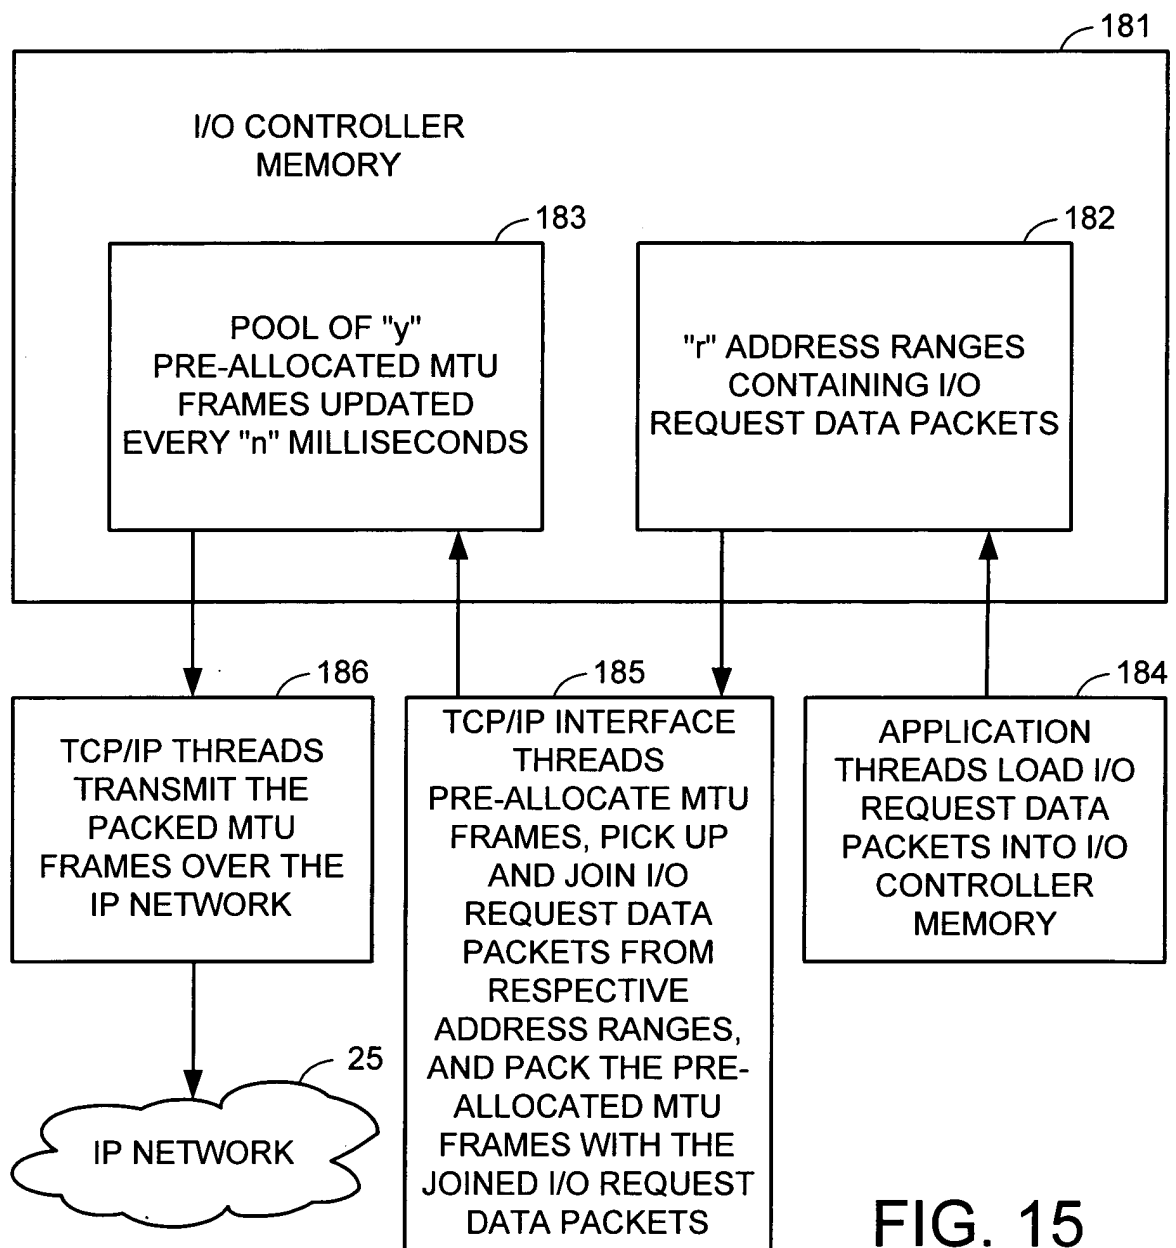 181
I/O CONTROLLER
MEMORY
183
POOL OF "y"
PRE-ALLOCATED MTU
FRAMES UPDATED
EVERY "n" MILLISECONDS
182
"r" ADDRESS RANGES
CONTAINING I/O
REQUEST DATA PACKETS
186
TCP/IP THREADS
TRANSMIT THE
PACKED MTU
FRAMES OVER THE
IP NETWORK
185
TCP/IP INTERFACE
THREADS
PRE-ALLOCATE MTU
FRAMES, PICK UP
AND JOIN I/O
REQUEST DATA
PACKETS FROM
RESPECTIVE
ADDRESS RANGES,
AND PACK THE PRE-
ALLOCATED MTU
FRAMES WITH THE
JOINED I/O REQUEST
DATA PACKETS
184
APPLICATION
THREADS LOAD I/O
REQUEST DATA
PACKETS INTO I/O
CONTROLLER
MEMORY
25
IP NETWORK
FIG. 15